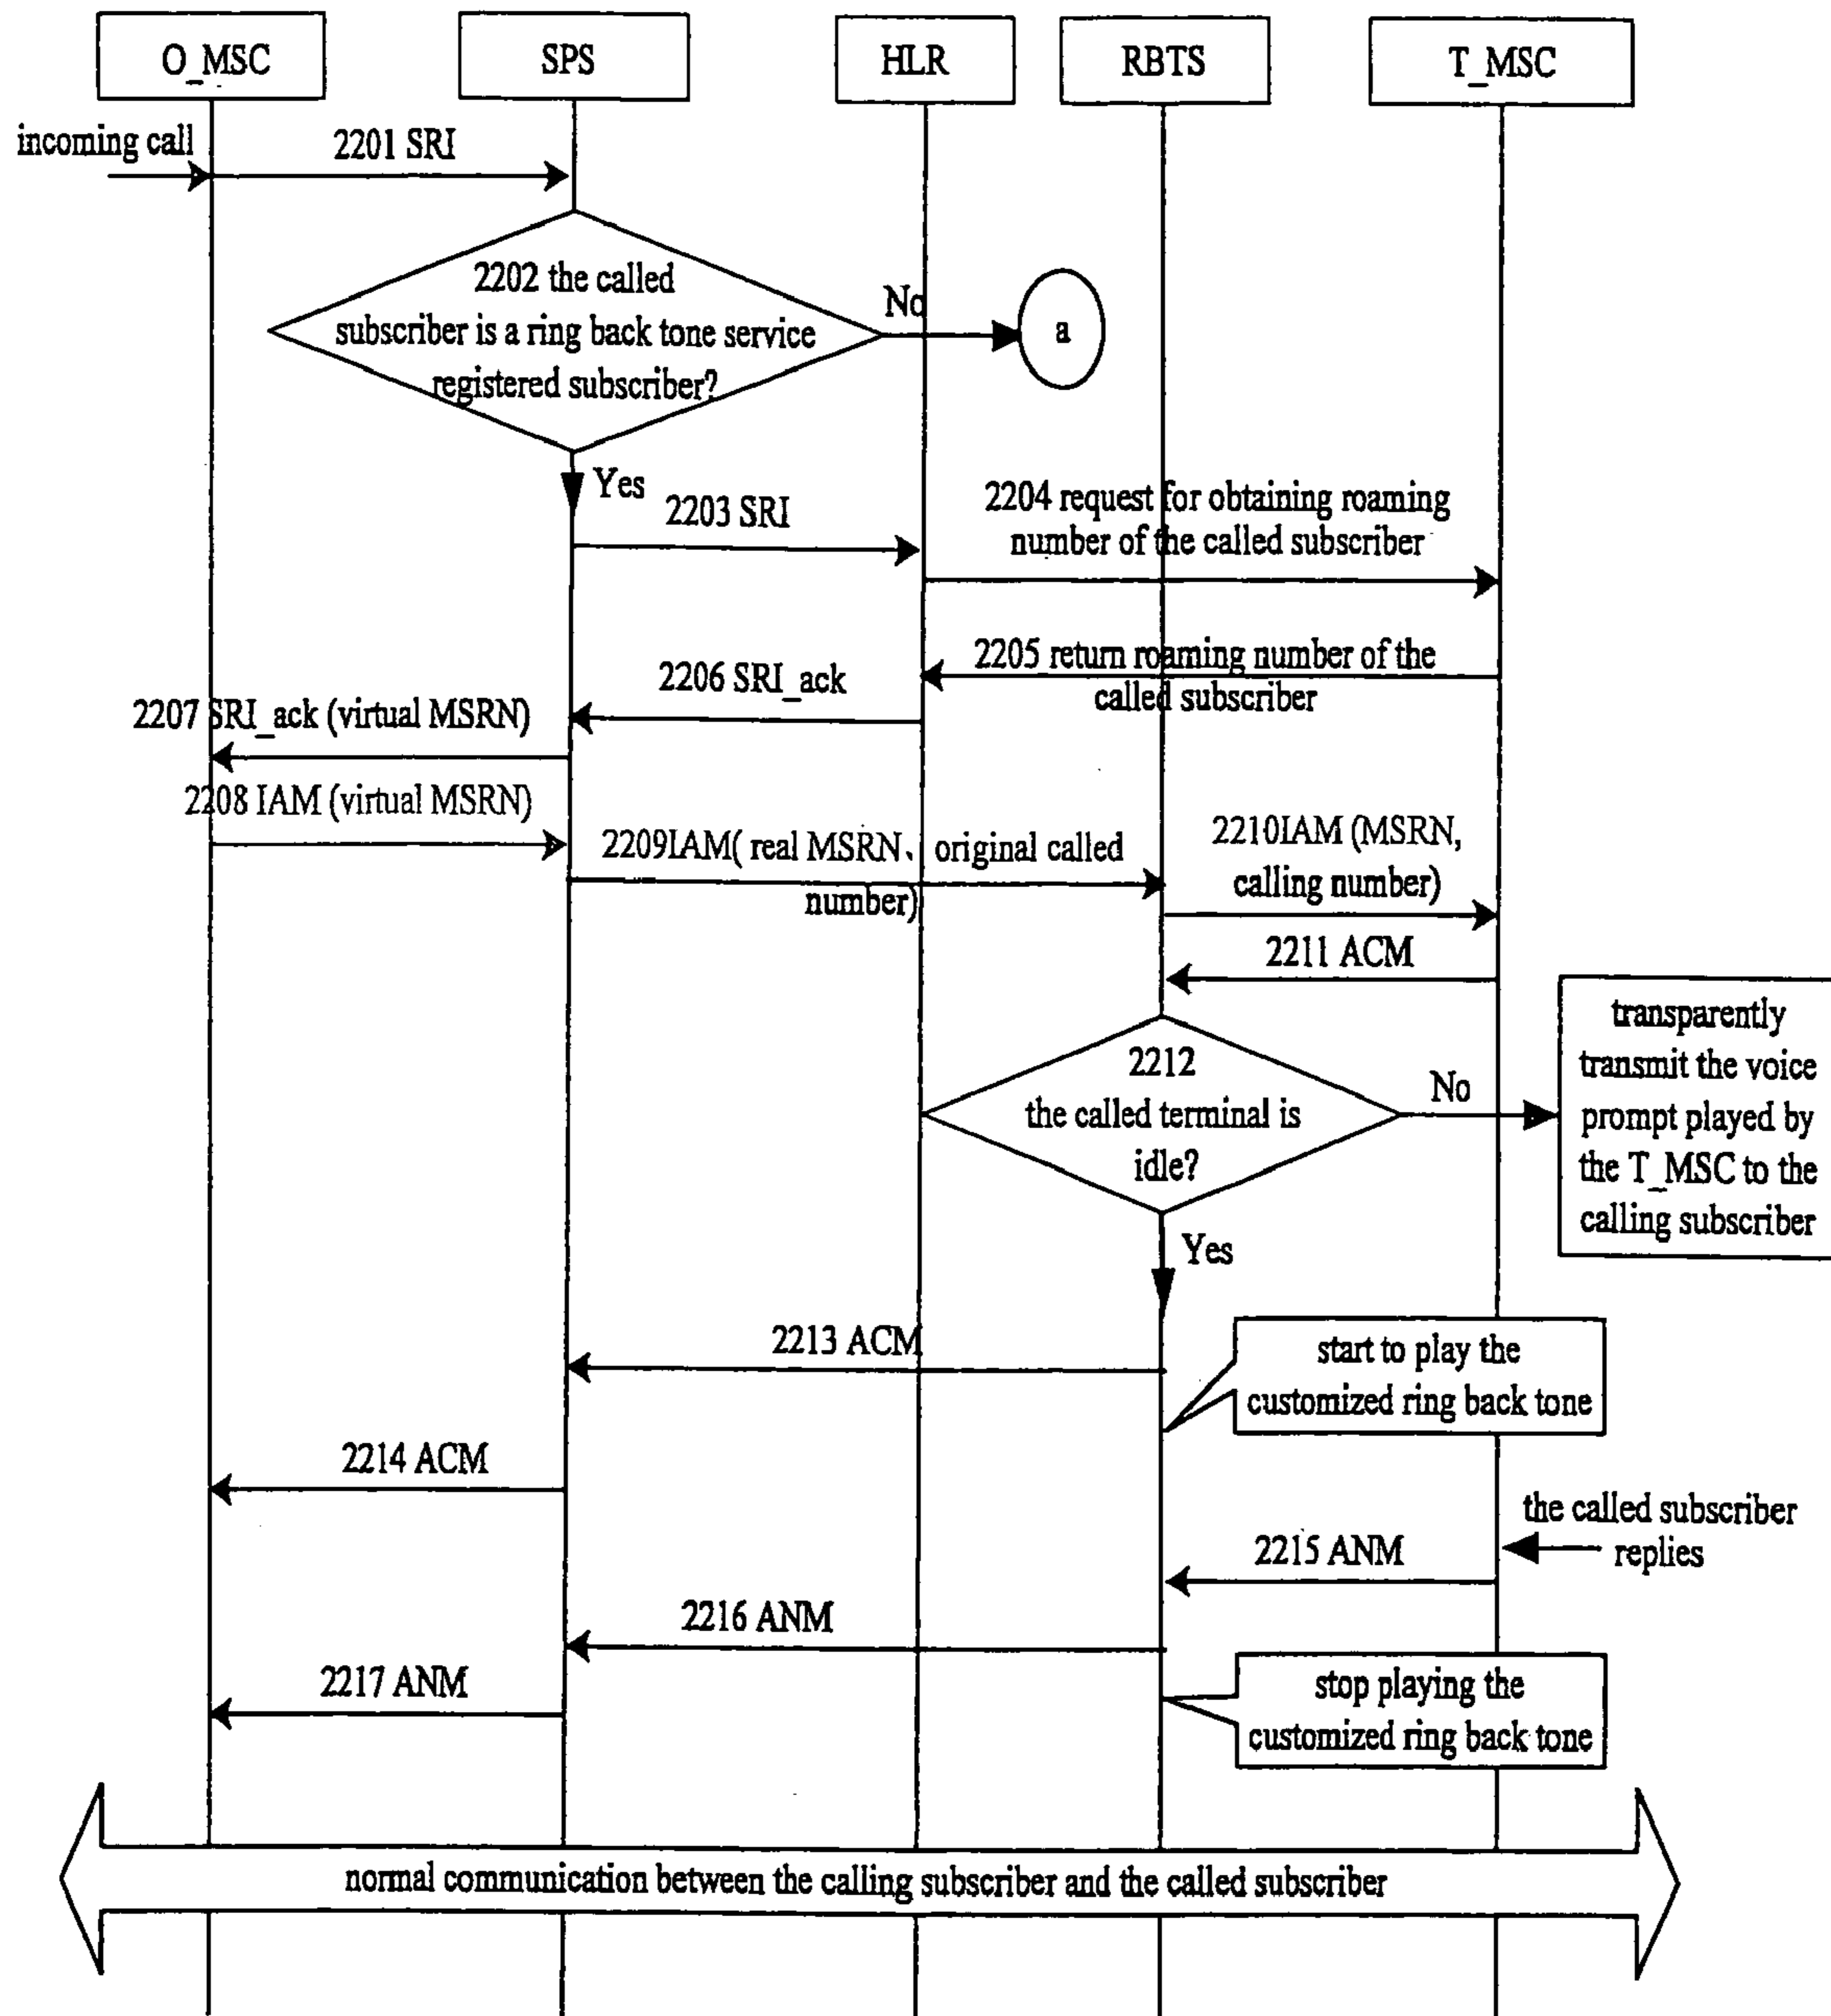 O_MSC
SPS
HLR
RBTS
T_MSC
incoming call
2201 SRI
2202 the called
subscriber is a ring back tone service
registered subscriber?
No
a
Yes
2203 SRI
2204 request for obtaining roaming
number of the called subscriber
2205 return roaming number of the
called subscriber
2206 SRI_ack
2207 SRI_ack (virtual MSRN)
2208 IAM (virtual MSRN)
2209IAM( real MSRN、original called
number)
2210IAM (MSRN,
calling number)
2211 ACM
2212
the called terminal is
idle?
No
transparently
transmit the voice
prompt played by
the T_MSC to the
calling subscriber
Yes
2213 ACM
start to play the
customized ring back tone
2214 ACM
the called subscriber
replies
2215 ANM
2216 ANM
2217 ANM
stop playing the
customized ring back tone
normal communication between the calling subscriber and the called subscriber